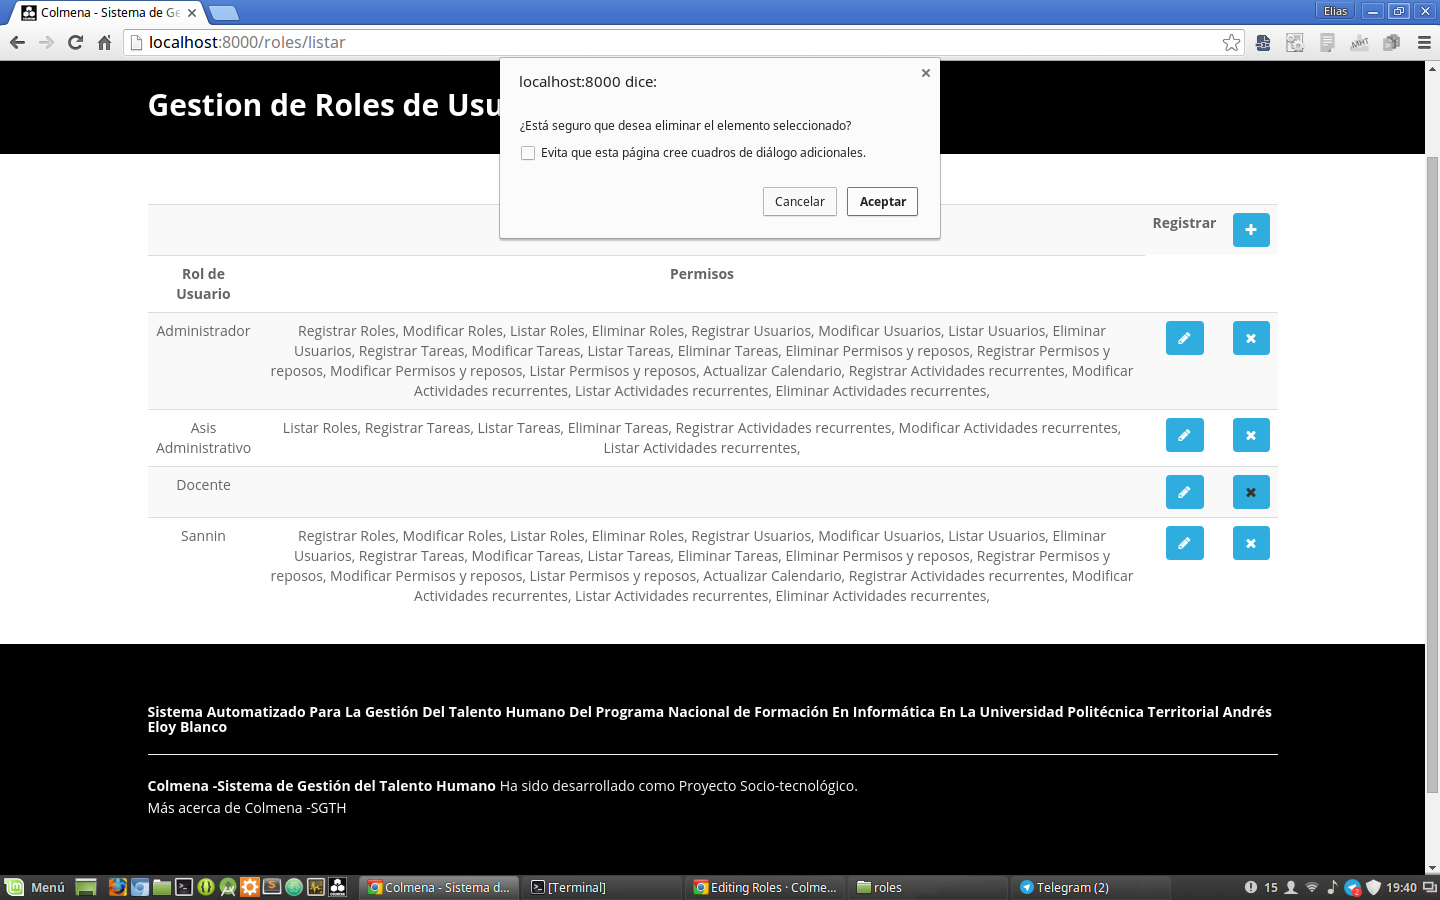 Colmena - Sistema de Ge
Elias
localhost:8000/roles/listar
Gestion de Roles de Usu
localhost:8000 dice:
¿Está seguro que desea eliminar el elemento seleccionado?
Evita que esta página cree cuadros de diálogo adicionales.
Cancelar
Aceptar
Registrar
Rol de
Usuario
Permisos
Administrador
Registrar Roles, Modificar Roles, Listar Roles, Eliminar Roles, Registrar Usuarios, Modificar Usuarios, Listar Usuarios, Eliminar
Usuarios, Registrar Tareas, Modificar Tareas, Listar Tareas, Eliminar Tareas, Eliminar Permisos y reposos, Registrar Permisos y
reposos, Modificar Permisos y reposos, Listar Permisos y reposos, Actualizar Calendario, Registrar Actividades recurrentes, Modificar
Actividades recurrentes, Listar Actividades recurrentes, Eliminar Actividades recurrentes,
Asis
Administrativo
Listar Roles, Registrar Tareas, Listar Tareas, Eliminar Tareas, Registrar Actividades recurrentes, Modificar Actividades recurrentes,
Listar Actividades recurrentes,
Docente
Sannin
Registrar Roles, Modificar Roles, Listar Roles, Eliminar Roles, Registrar Usuarios, Modificar Usuarios, Listar Usuarios, Eliminar
Usuarios, Registrar Tareas, Modificar Tareas, Listar Tareas, Eliminar Tareas, Eliminar Permisos y reposos, Registrar Permisos y
reposos, Modificar Permisos y reposos, Listar Permisos y reposos, Actualizar Calendario, Registrar Actividades recurrentes, Modificar
Actividades recurrentes, Listar Actividades recurrentes, Eliminar Actividades recurrentes,
Sistema Automatizado Para La Gestión Del Talento Humano Del Programa Nacional de Formación En Informática En La Universidad Politécnica Territorial Andrés
Eloy Blanco
Colmena -Sistema de Gestión del Talento Humano Ha sido desarrollado como Proyecto Socio-tecnológico.
Más acerca de Colmena -SGTH
Menú
Colmena - Sistema d...
[Terminal]
Editing Roles · Colme...
roles
Telegram (2)
15
2
19:40